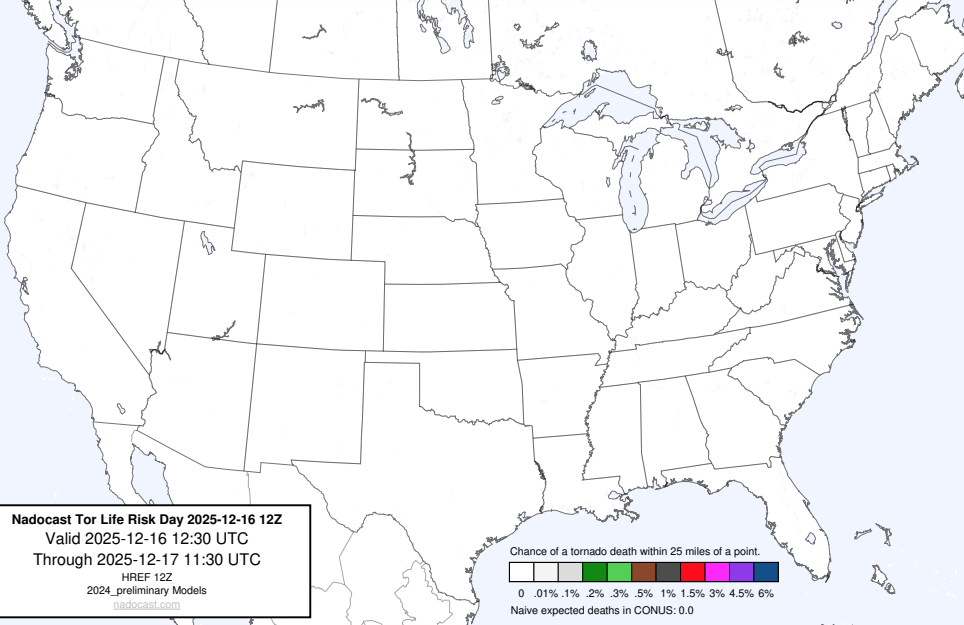 Nadocast Tor Life Risk Day 2025-12-16 12Z
Valid 2025-12-16 12:30 UTC
Through 2025-12-17 11:30 UTC
HREF 12Z
2024_preliminary Models
nadocast.com
Chance of a tornado death within 25 miles of a point.
0 .01% .1% .2% .3% .5% 1% 1.5% 3% 4.5% 6%
Naive expected deaths in CONUS: 0.0